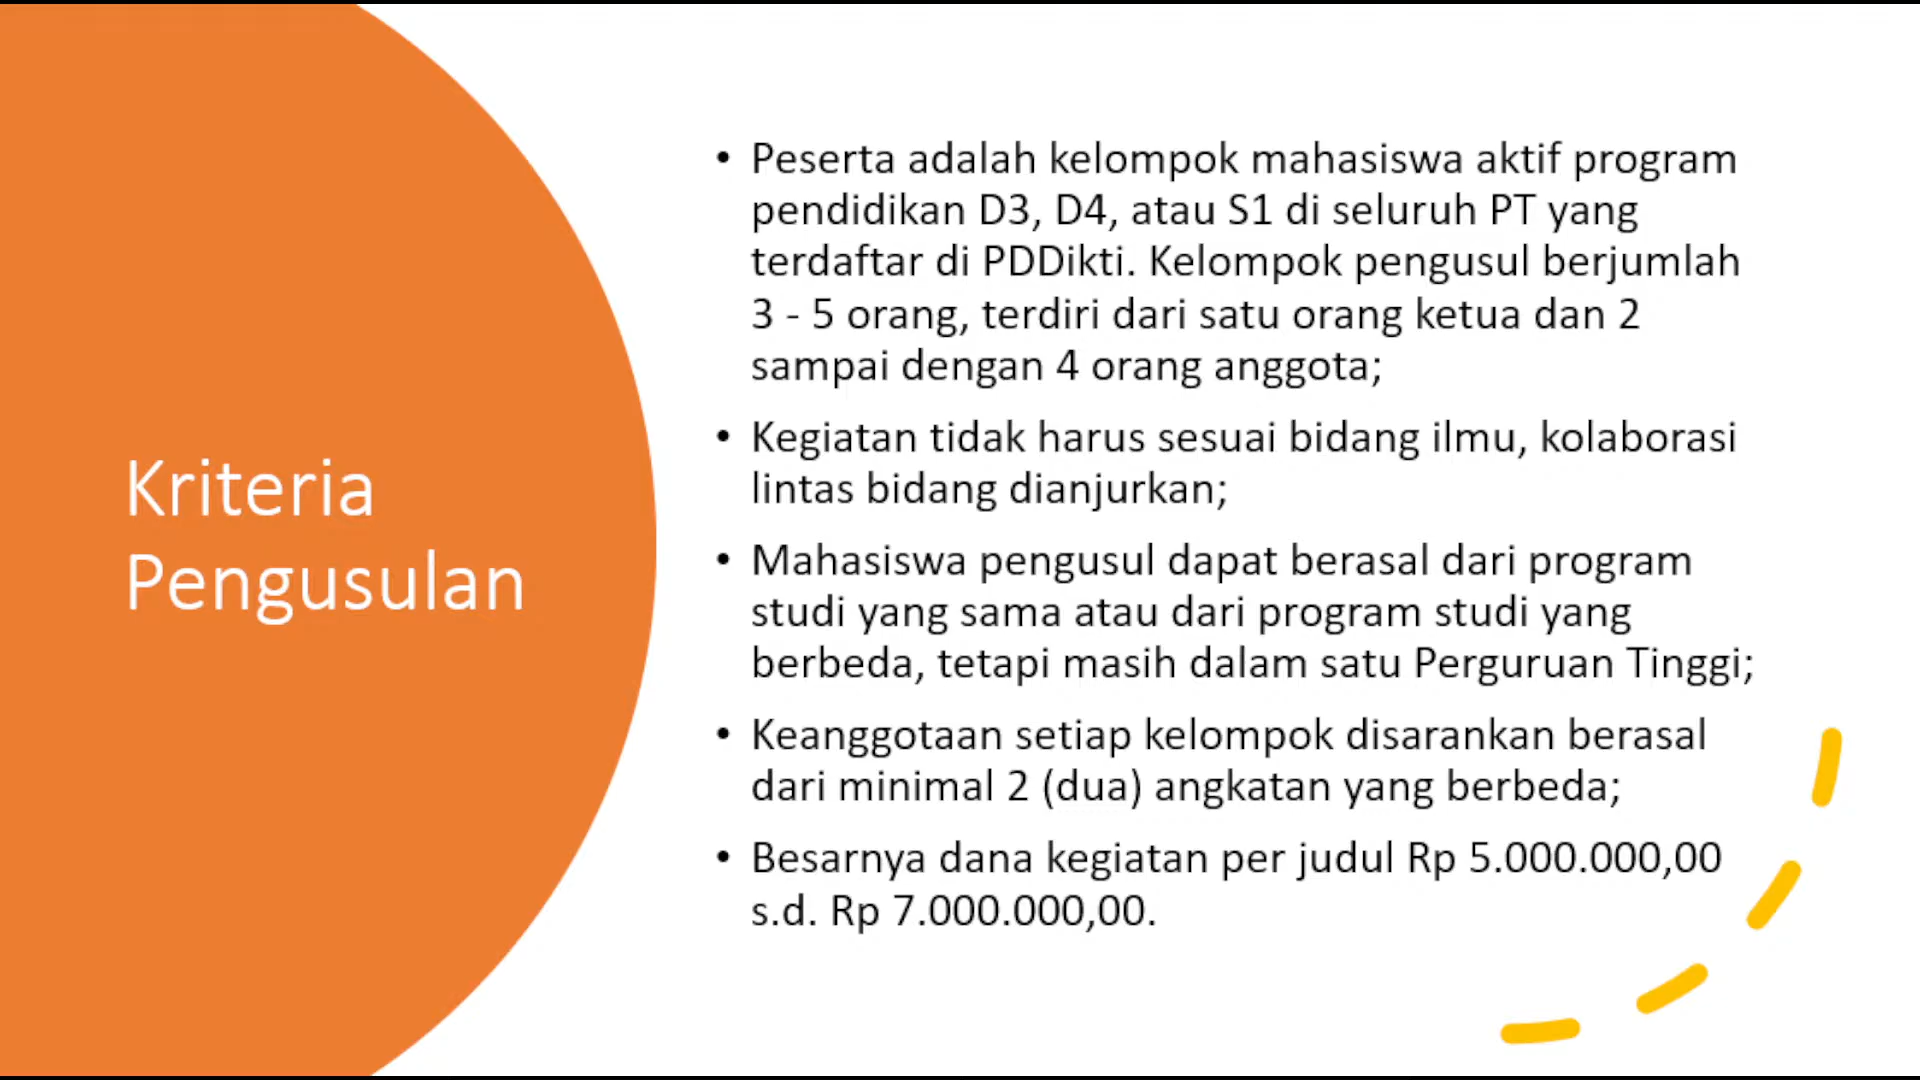 Kriteria
Pengusulan
• Peserta adalah kelompok mahasiswa aktif program
pendidikan D3, D4, atau S1 di seluruh PT yang
terdaftar di PDDikti. Kelompok pengusul berjumlah
3 - 5 orang, terdiri dari satu orang ketua dan 2
sampai dengan 4 orang anggota;
• Kegiatan tidak harus sesuai bidang ilmu, kolaborasi
lintas bidang dianjurkan;
• Mahasiswa pengusul dapat berasal dari program
studi yang sama atau dari program studi yang
berbeda, tetapi masih dalam satu Perguruan Tinggi;
• Keanggotaan setiap kelompok disarankan berasal
dari minimal 2 (dua) angkatan yang berbeda;
• Besarnya dana kegiatan per judul Rp 5.000.000,00
s.d. Rp 7.000.000,00.